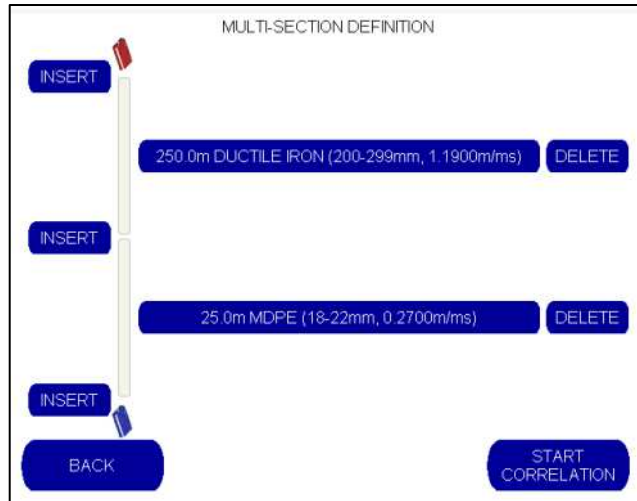 MULTI-SECTION DEFINITION
INSERT
250.0m DUCTILE IRON (200-299mm, 1.1900m/ms)
DELETE
INSERT
25.0m MDPE (18-22mm, 0.2700m/ms)
DELETE
INSERT
BACK
START
CORRELATION